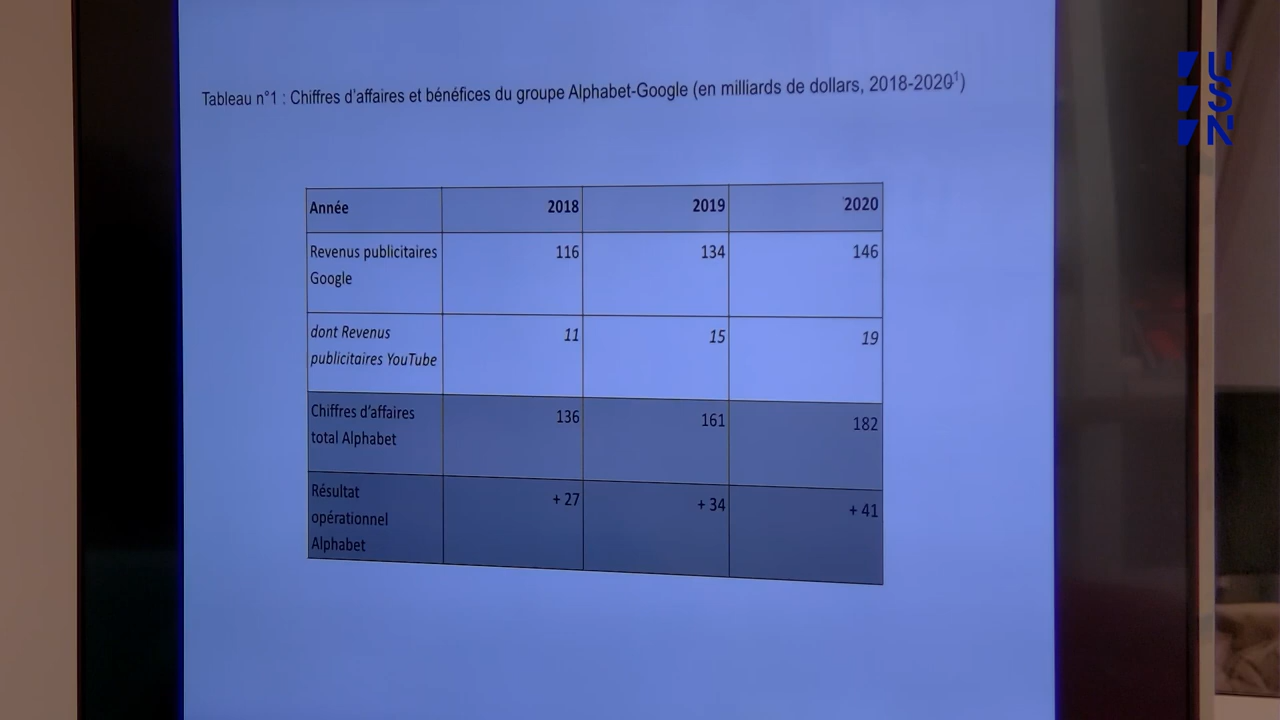 Tableau n°1 : Chiffres d'affaires et bénéfices du groupe Alphabet-Google (en milliards de dollars, 2018-2020¹)
USN
Année 2018 2019 2020
Revenus publicitaires
Google 116 134 146
dont Revenus
publicitaires YouTube 11 15 19
Chiffres d'affaires
total Alphabet 136 161 182
Résultat
opérationnel
Alphabet + 27 + 34 + 41